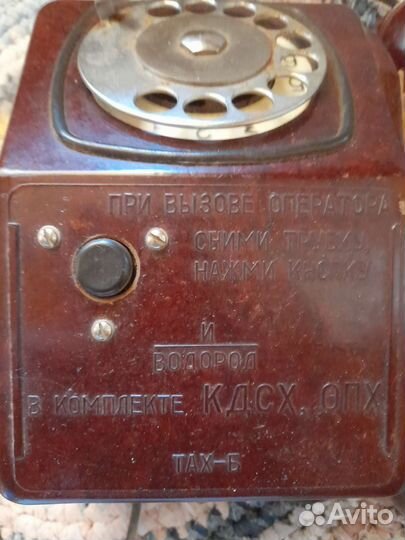 ПРИ ВЫЗОВЕ ОПЕРАТОРА
СНИМИ ТРУБКУ,
НАЖМИ КНОПКУ
И
ВОДОРОД
В КОМПЛЕКТЕ КДСХ, ОПХ
ТАХ-Б
Avito